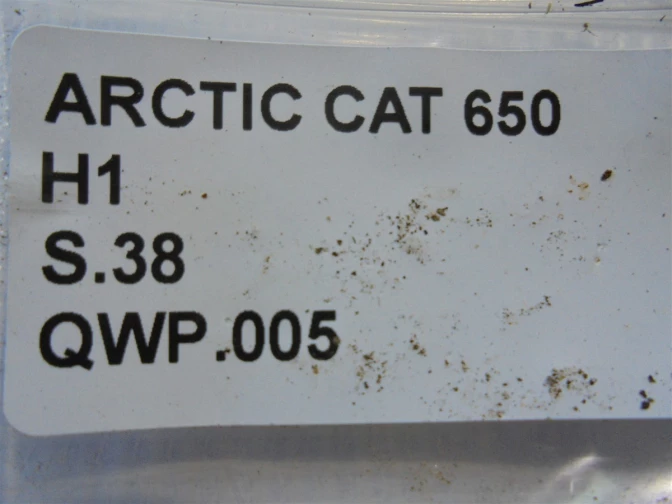 ARCTIC CAT 650
H1
S.38
QWP.005